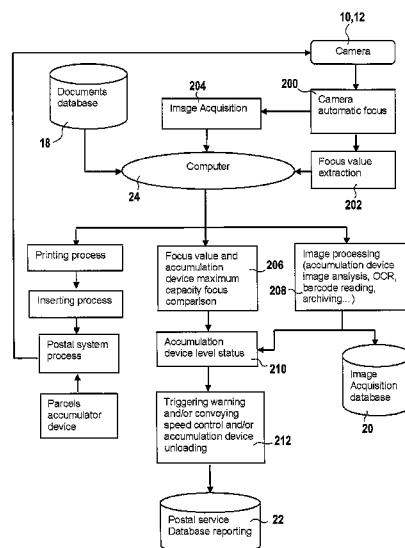 10,12
Camera
200
Camera
automatic focus
204
Image Acquisition
Documents
database
18
Computer
24
Focus value
extraction
202
Printing process
Inserting process
Postal system
process
Parcels
accumulator
device
Focus value and
accumulation
device maximum
capacity focus
comparison
206
Image processing
(accumulation device
image analysis, OCR,
barcode reading,
archiving...)
208
Accumulation
device level status
210
Image
Acquisition
database
20
Triggering warning
and/or convoying
speed control and/or
accumulation device
unloading
212
Postal service
Database reporting
22